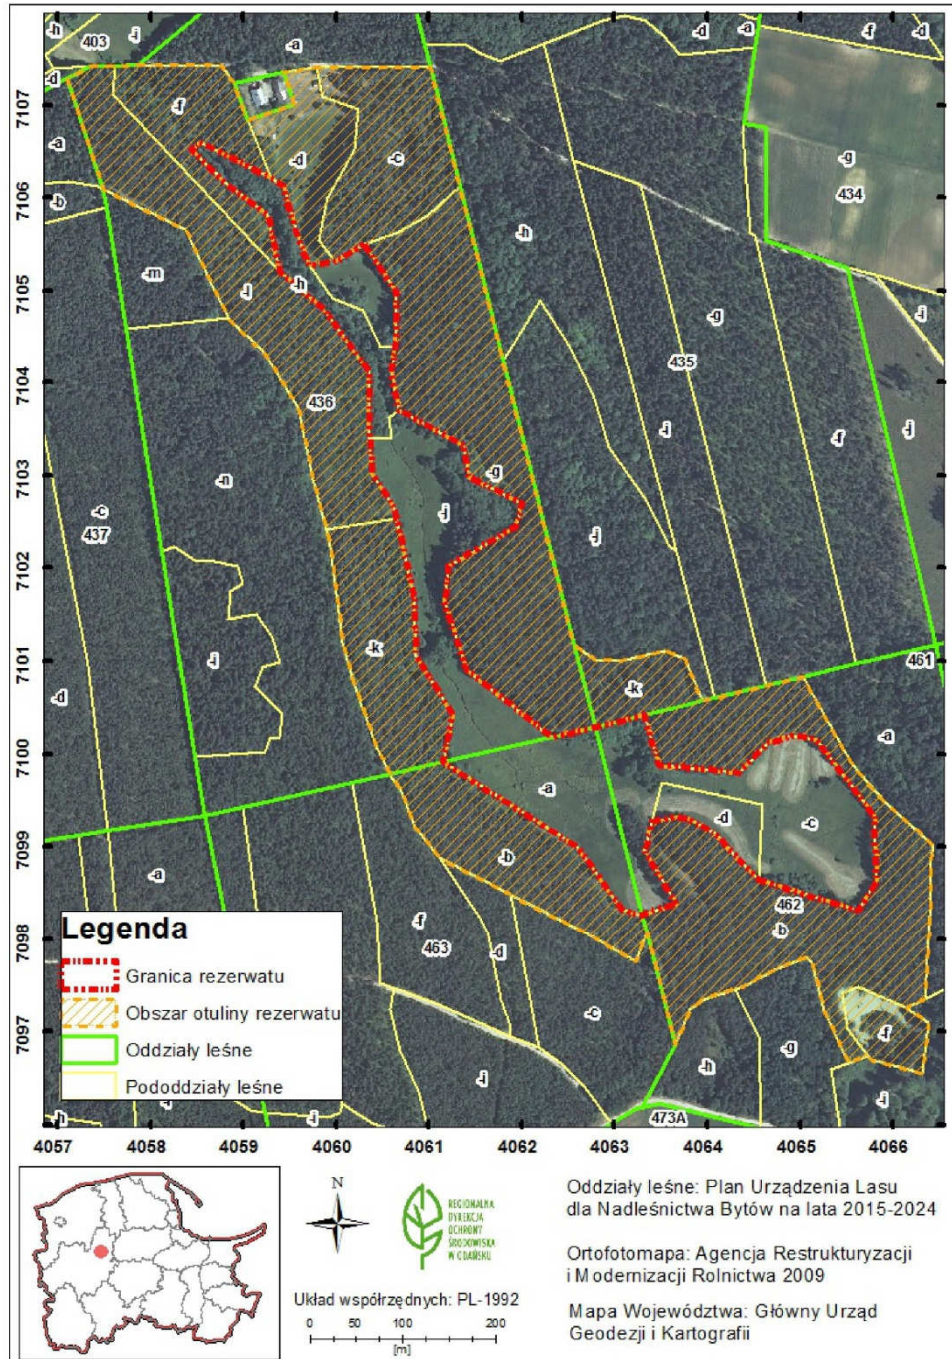 -h
403
-i
-a
-d
-a
-f
-d
7107
-d
-f
-a
-d
-c
-g
434
7106
-b
-h
7105
-m
-l
-h
-g
-i
7104
436
435
-i
-f
-j
7103
-n
-g
-c
437
-j
-j
7102
7101
-i
-k
-d
-k
461
-a
7100
-a
-d
-c
7099
-b
-a
462
-b
-f
463
-d
7098
-c
7097
-f
-g
-h
-i
-i
-h
-i
473A
Legenda
Granica rezerwatu
Obszar otuliny rezerwatu
Oddziały leśne
Pododdziały leśne
4057 4058 4059 4060 4061 4062 4063 4064 4065 4066
N
REGIONALNA
DYREKCJA
OCHRONY
ŚRODOWISKA
W GDAŃSKU
Układ współrzędnych: PL-1992
0 50 100 200
[m]
Oddziały leśne: Plan Urządzenia Lasu
dla Nadleśnictwa Bytów na lata 2015-2024
Ortofotomapa: Agencja Restrukturyzacji
i Modernizacji Rolnictwa 2009
Mapa Województwa: Główny Urząd
Geodezji i Kartografii